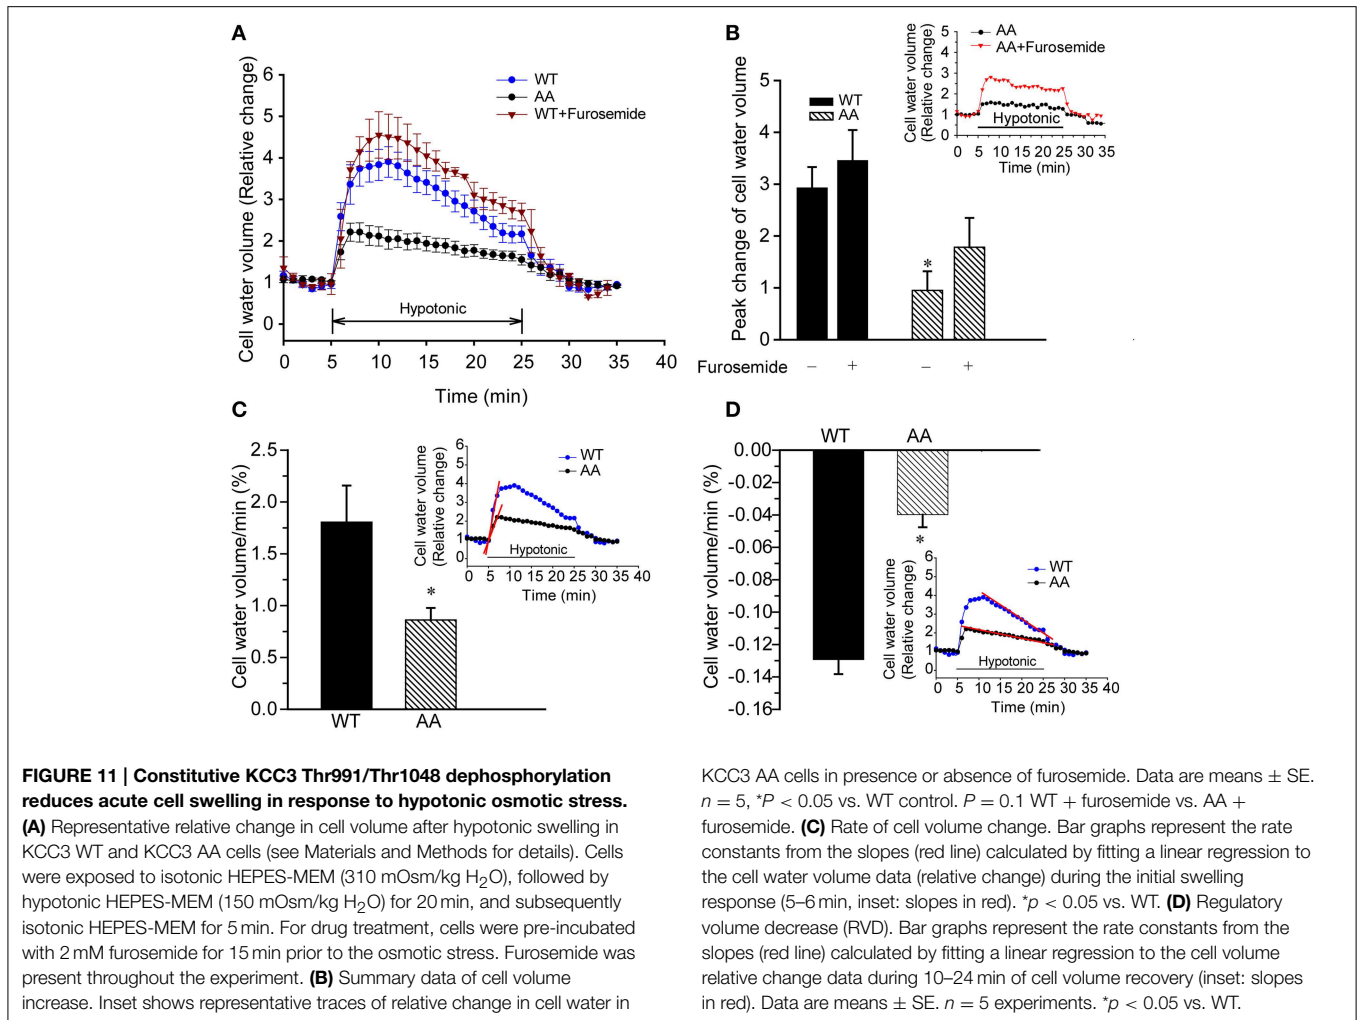 A
Cell water volume (Relative change)
6
5
4
3
2
1
0
WT
AA
WT+Furosemide
Hypotonic
0 5 10 15 20 25 30 35 40
Time (min)
B
Peak change of cell water volume
5
4
3
2
1
0
WT
AA
*
Furosemide − + − +
Cell water volume
(Relative change)
5
4
3
2
1
0
AA
AA+Furosemide
Hypotonic
0 5 10 15 20 25 30 35
Time (min)
C
Cell water volume/min (%)
2.5
2.0
1.5
1.0
0.5
0.0
*
WT AA
Cell water volume
(Relative change)
6
5
4
3
2
1
0
WT
AA
Hypotonic
0 5 10 15 20 25 30 35 40
Time (min)
D
WT AA
Cell water volume/min (%)
0.00
-0.02
-0.04
-0.06
-0.08
-0.10
-0.12
-0.14
-0.16
*
Cell water volume
(Relative change)
6
5
4
3
2
1
0
WT
AA
Hypotonic
0 5 10 15 20 25 30 35 40
Time (min)
FIGURE 11 | Constitutive KCC3 Thr991/Thr1048 dephosphorylation
reduces acute cell swelling in response to hypotonic osmotic stress.
(A) Representative relative change in cell volume after hypotonic swelling in
KCC3 WT and KCC3 AA cells (see Materials and Methods for details). Cells
were exposed to isotonic HEPES-MEM (310 mOsm/kg H2O), followed by
hypotonic HEPES-MEM (150 mOsm/kg H2O) for 20 min, and subsequently
isotonic HEPES-MEM for 5 min. For drug treatment, cells were pre-incubated
with 2 mM furosemide for 15 min prior to the osmotic stress. Furosemide was
present throughout the experiment. (B) Summary data of cell volume
increase. Inset shows representative traces of relative change in cell water in
KCC3 AA cells in presence or absence of furosemide. Data are means ± SE.
n = 5, *P < 0.05 vs. WT control. P = 0.1 WT + furosemide vs. AA +
furosemide. (C) Rate of cell volume change. Bar graphs represent the rate
constants from the slopes (red line) calculated by fitting a linear regression to
the cell water volume data (relative change) during the initial swelling
response (5–6 min, inset: slopes in red). *p < 0.05 vs. WT. (D) Regulatory
volume decrease (RVD). Bar graphs represent the rate constants from the
slopes (red line) calculated by fitting a linear regression to the cell volume
relative change data during 10–24 min of cell volume recovery (inset: slopes
in red). Data are means ± SE. n = 5 experiments. *p < 0.05 vs. WT.